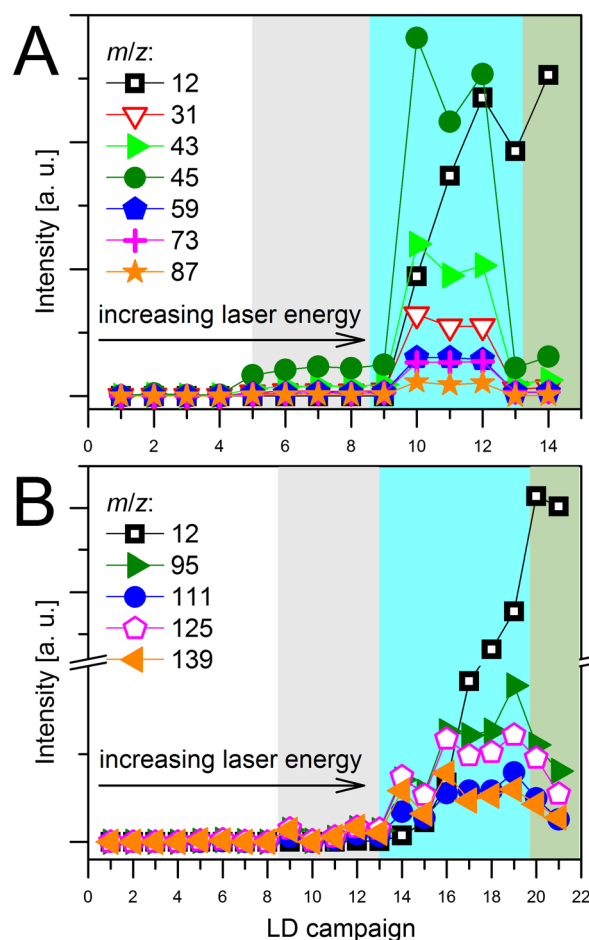 A
m/z:
12
31
43
45
59
73
87
increasing laser energy
Intensity [a. u.]
0 2 4 6 8 10 12 14
B
m/z:
12
95
111
125
139
increasing laser energy
Intensity [a. u.]
0 2 4 6 8 10 12 14 16 18 20 22
LD campaign